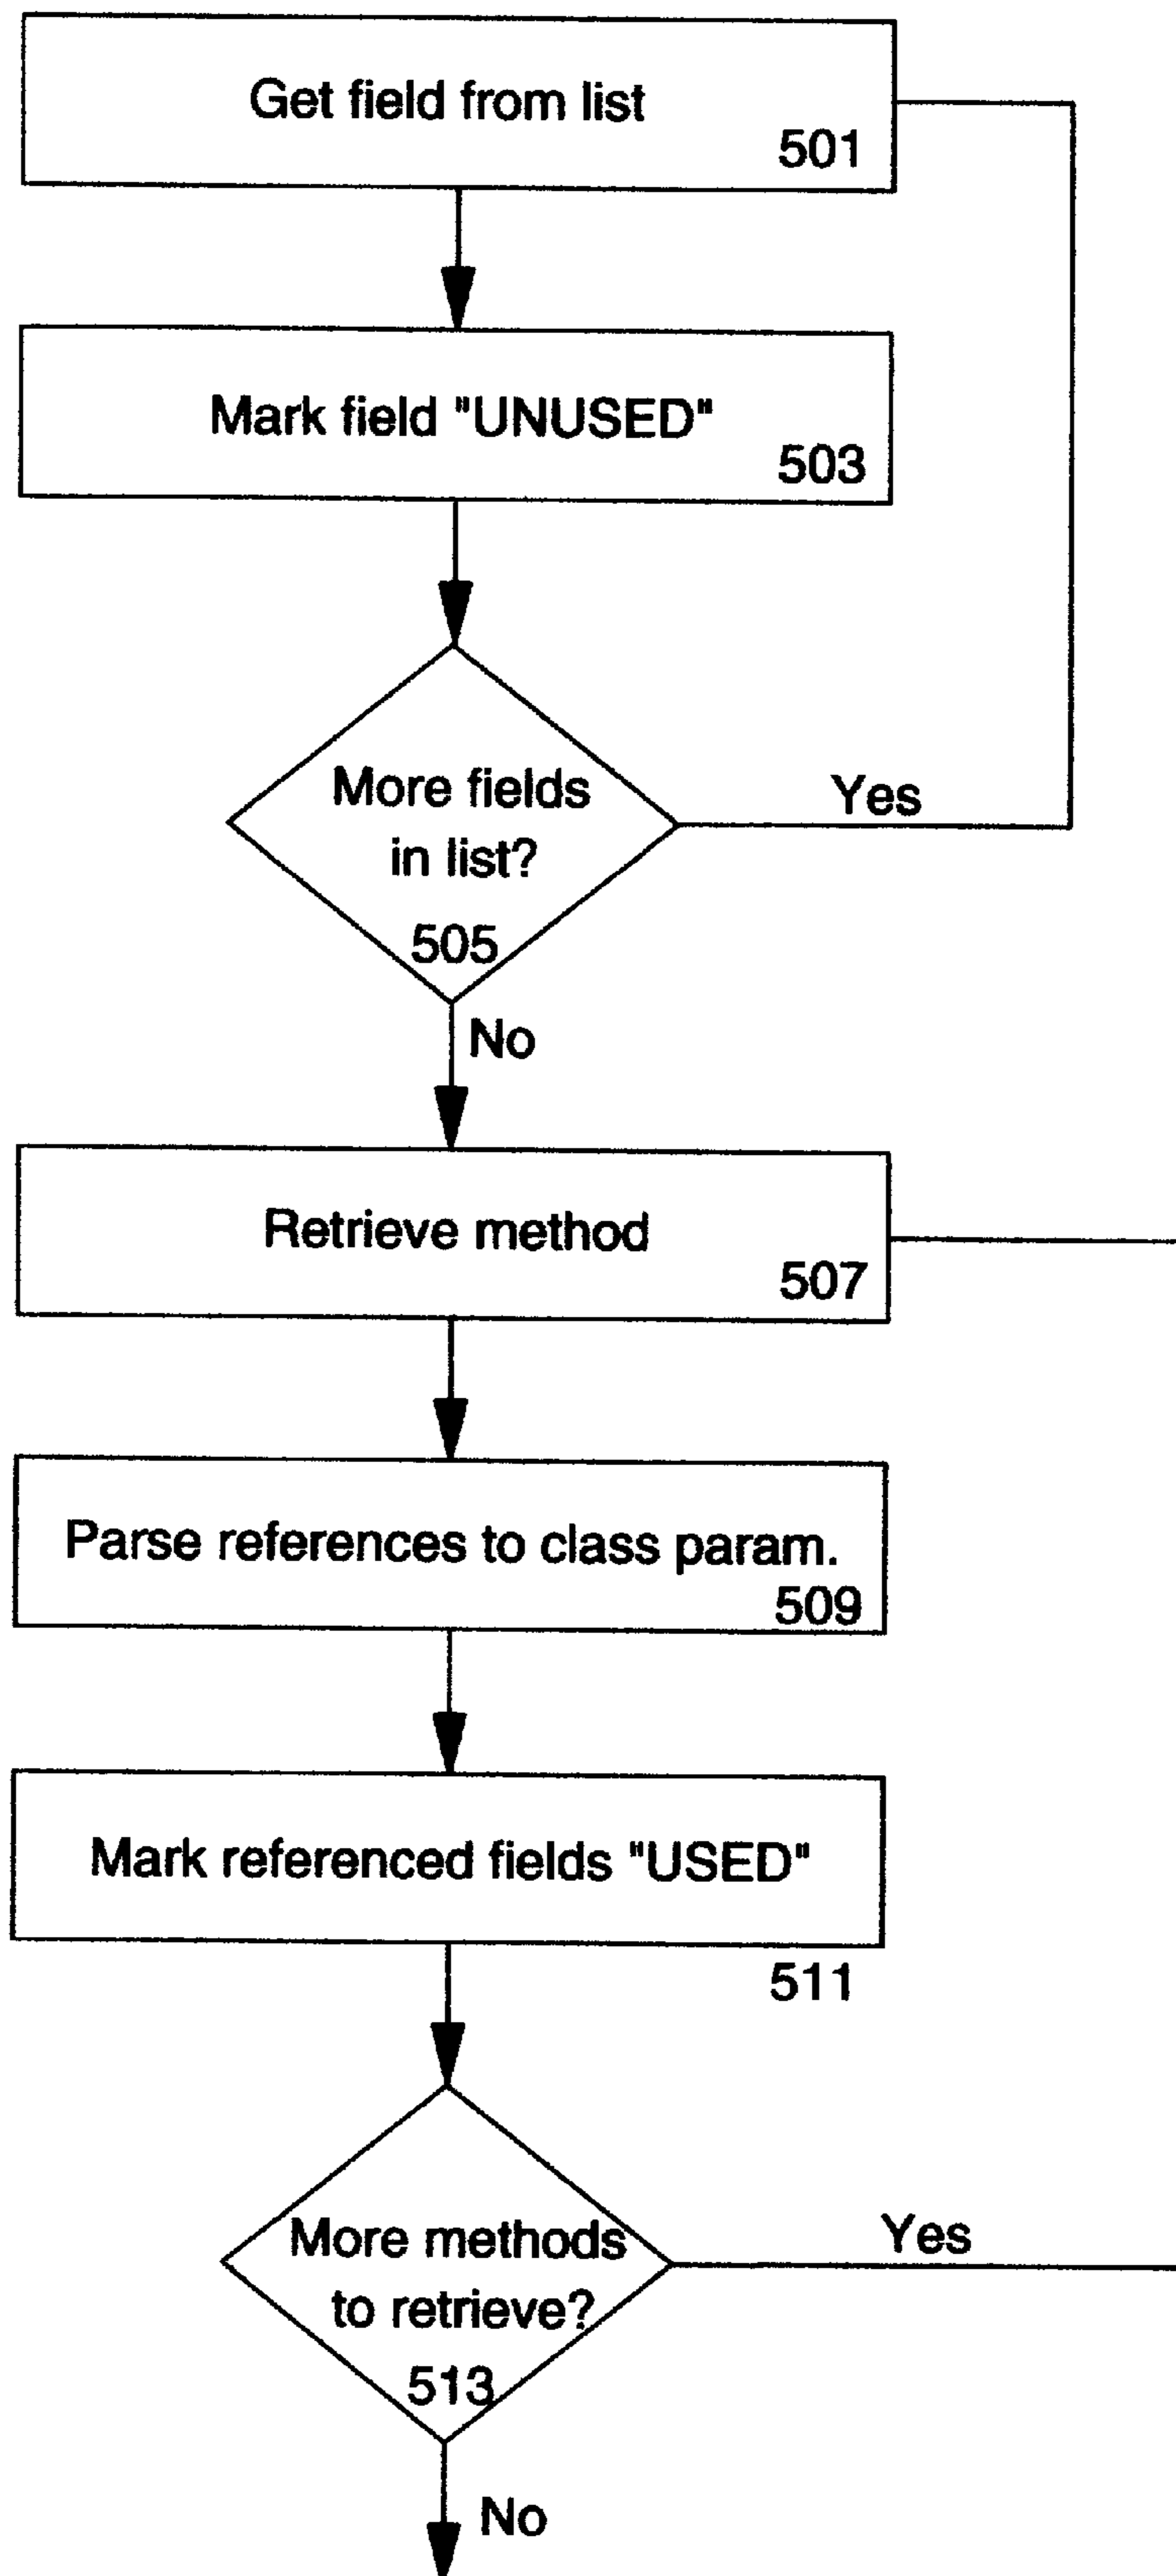 Get field from list
501
Mark field "UNUSED"
503
More fields
in list?
505
Yes
No
Retrieve method
507
Parse references to class param.
509
Mark referenced fields "USED"
511
More methods
to retrieve?
513
Yes
No